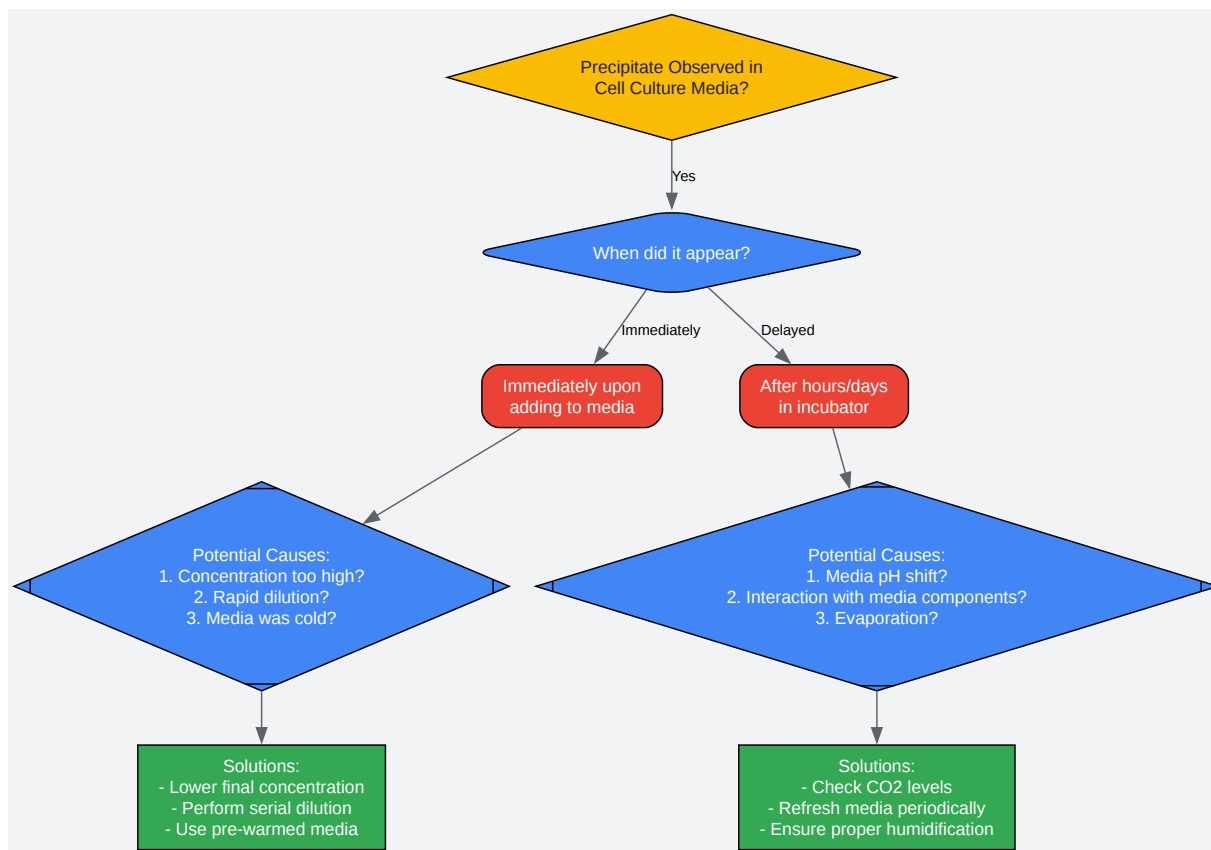 Precipitate Observed in
Cell Culture Media?
Yes
When did it appear?
Immediately
Delayed
Immediately upon
adding to media
After hours/days
in incubator
Potential Causes:
1. Concentration too high?
2. Rapid dilution?
3. Media was cold?
Potential Causes:
1. Media pH shift?
2. Interaction with media components?
3. Evaporation?
Solutions:
- Lower final concentration
- Perform serial dilution
- Use pre-warmed media
Solutions:
- Check CO2 levels
- Refresh media periodically
- Ensure proper humidification